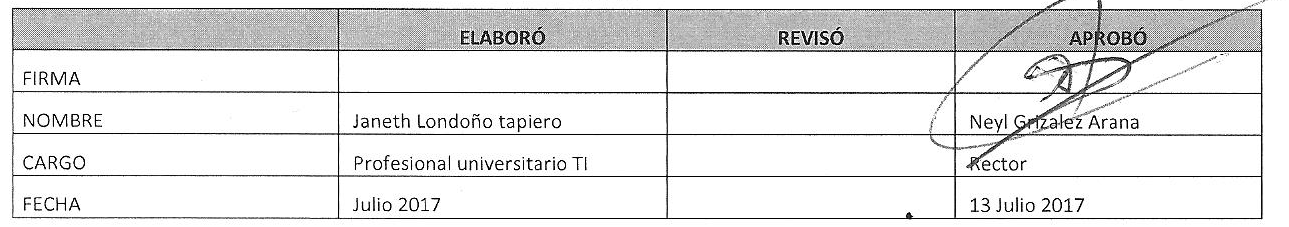 ELABORÓ REVISÓ APROBÓ
FIRMA
NOMBRE Janeth Londoño tapiero Neyl Grizalez Arana
CARGO Profesional universitario TI Rector
FECHA Julio 2017 13 Julio 2017